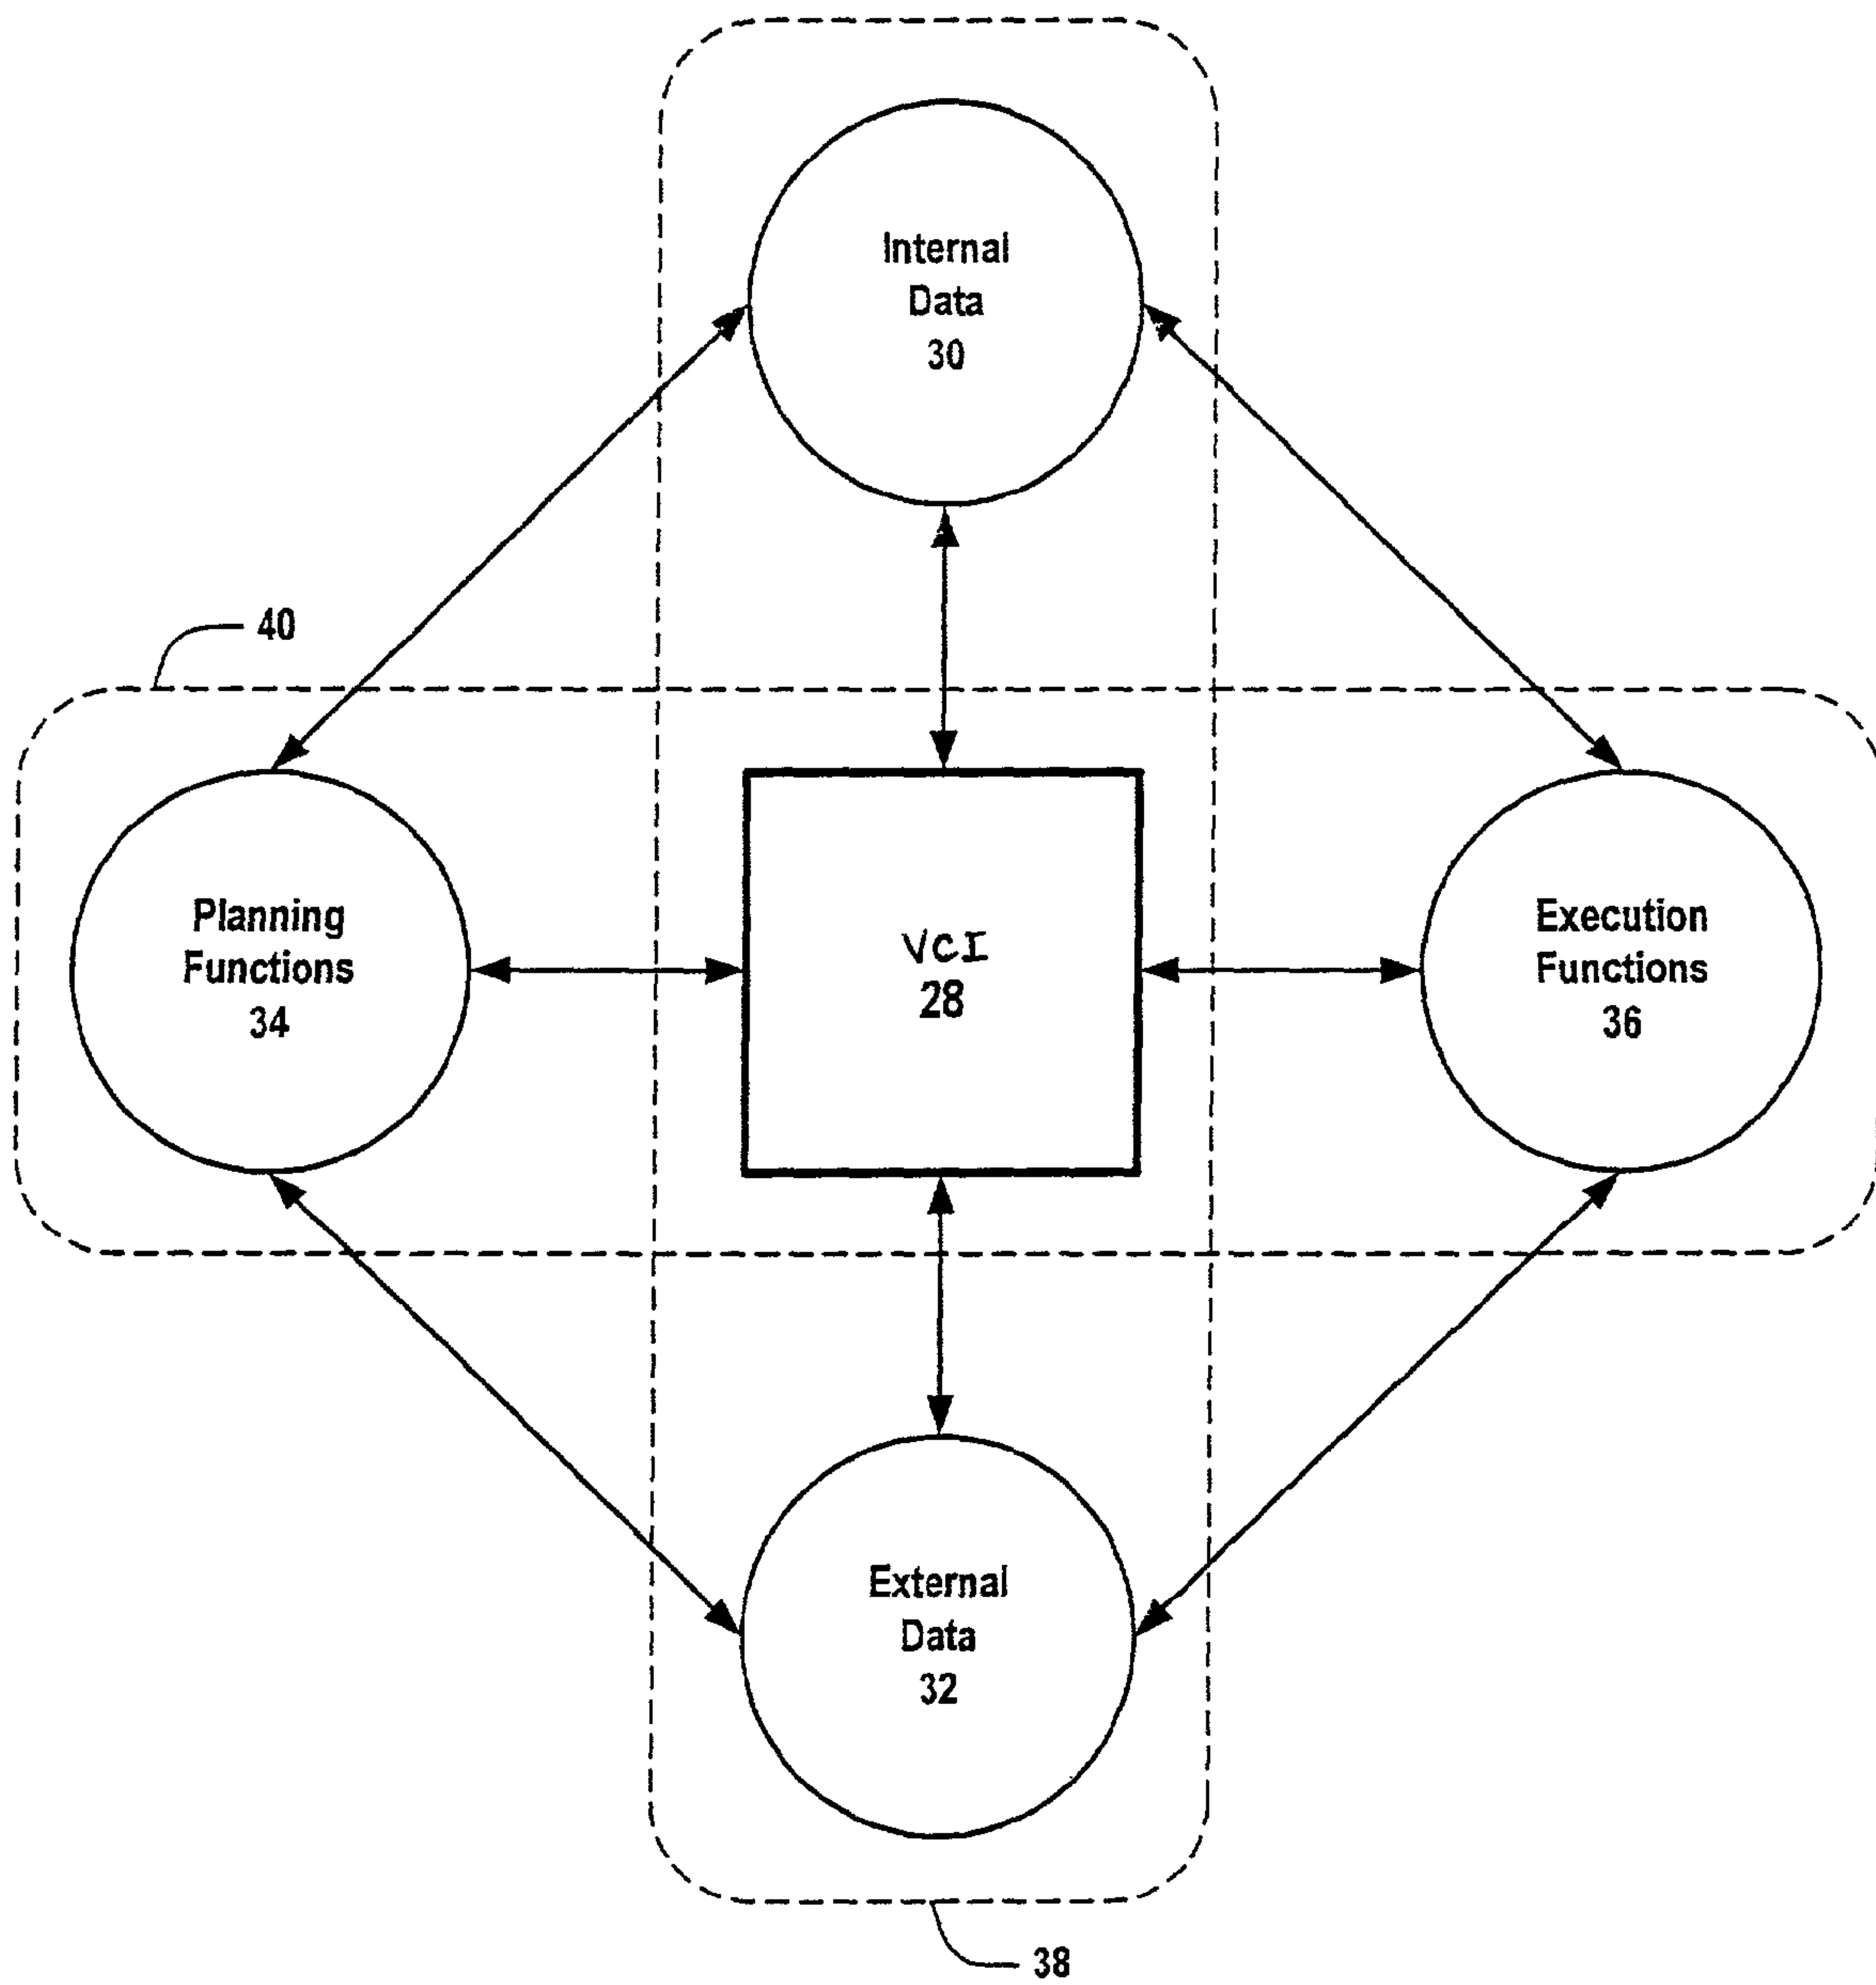 Internal
Data
30
40
Planning
Functions
34
VCI
28
Execution
Functions
36
External
Data
32
38